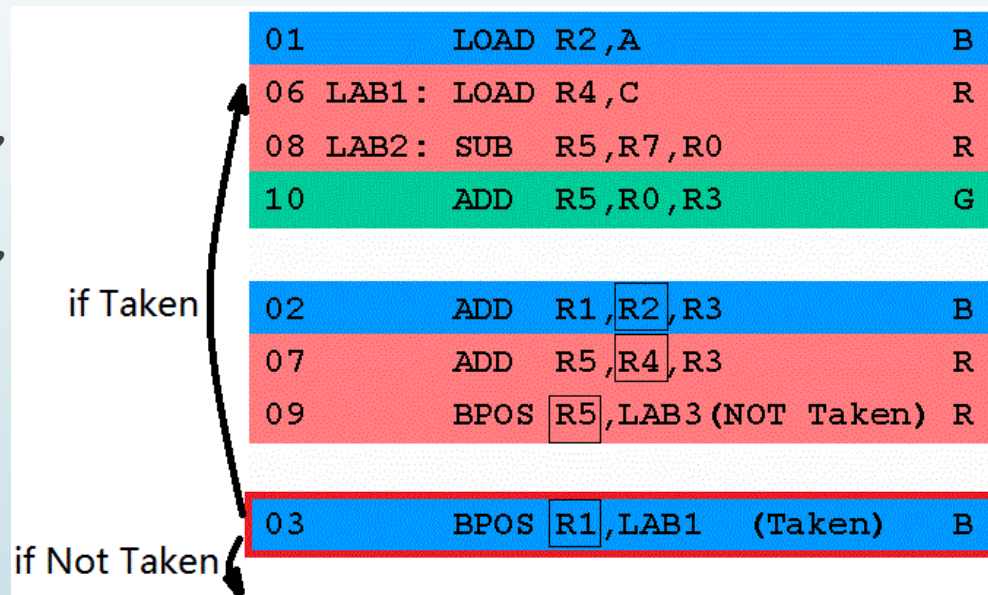 01 LOAD R2,A B
06 LAB1: LOAD R4,C R
08 LAB2: SUB R5,R7,R0 R
10 ADD R5,R0,R3 G
if Taken
02 ADD R1,R2,R3 B
07 ADD R5,R4,R3 R
09 BPOS R5,LAB3(NOT Taken) R
03 BPOS R1,LAB1 (Taken) B
if Not Taken